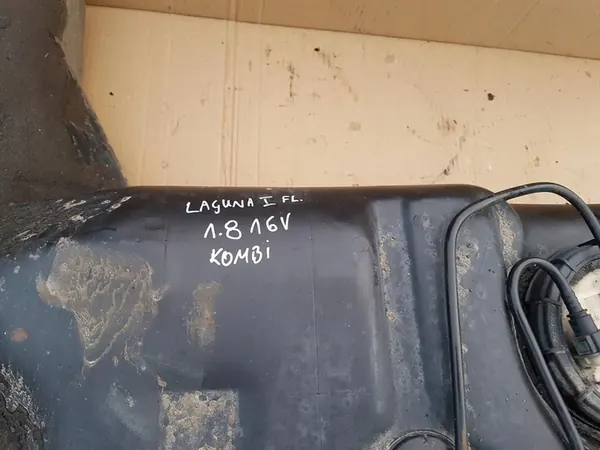 LAGUNA I FL.
1.8 16V
KOMBi